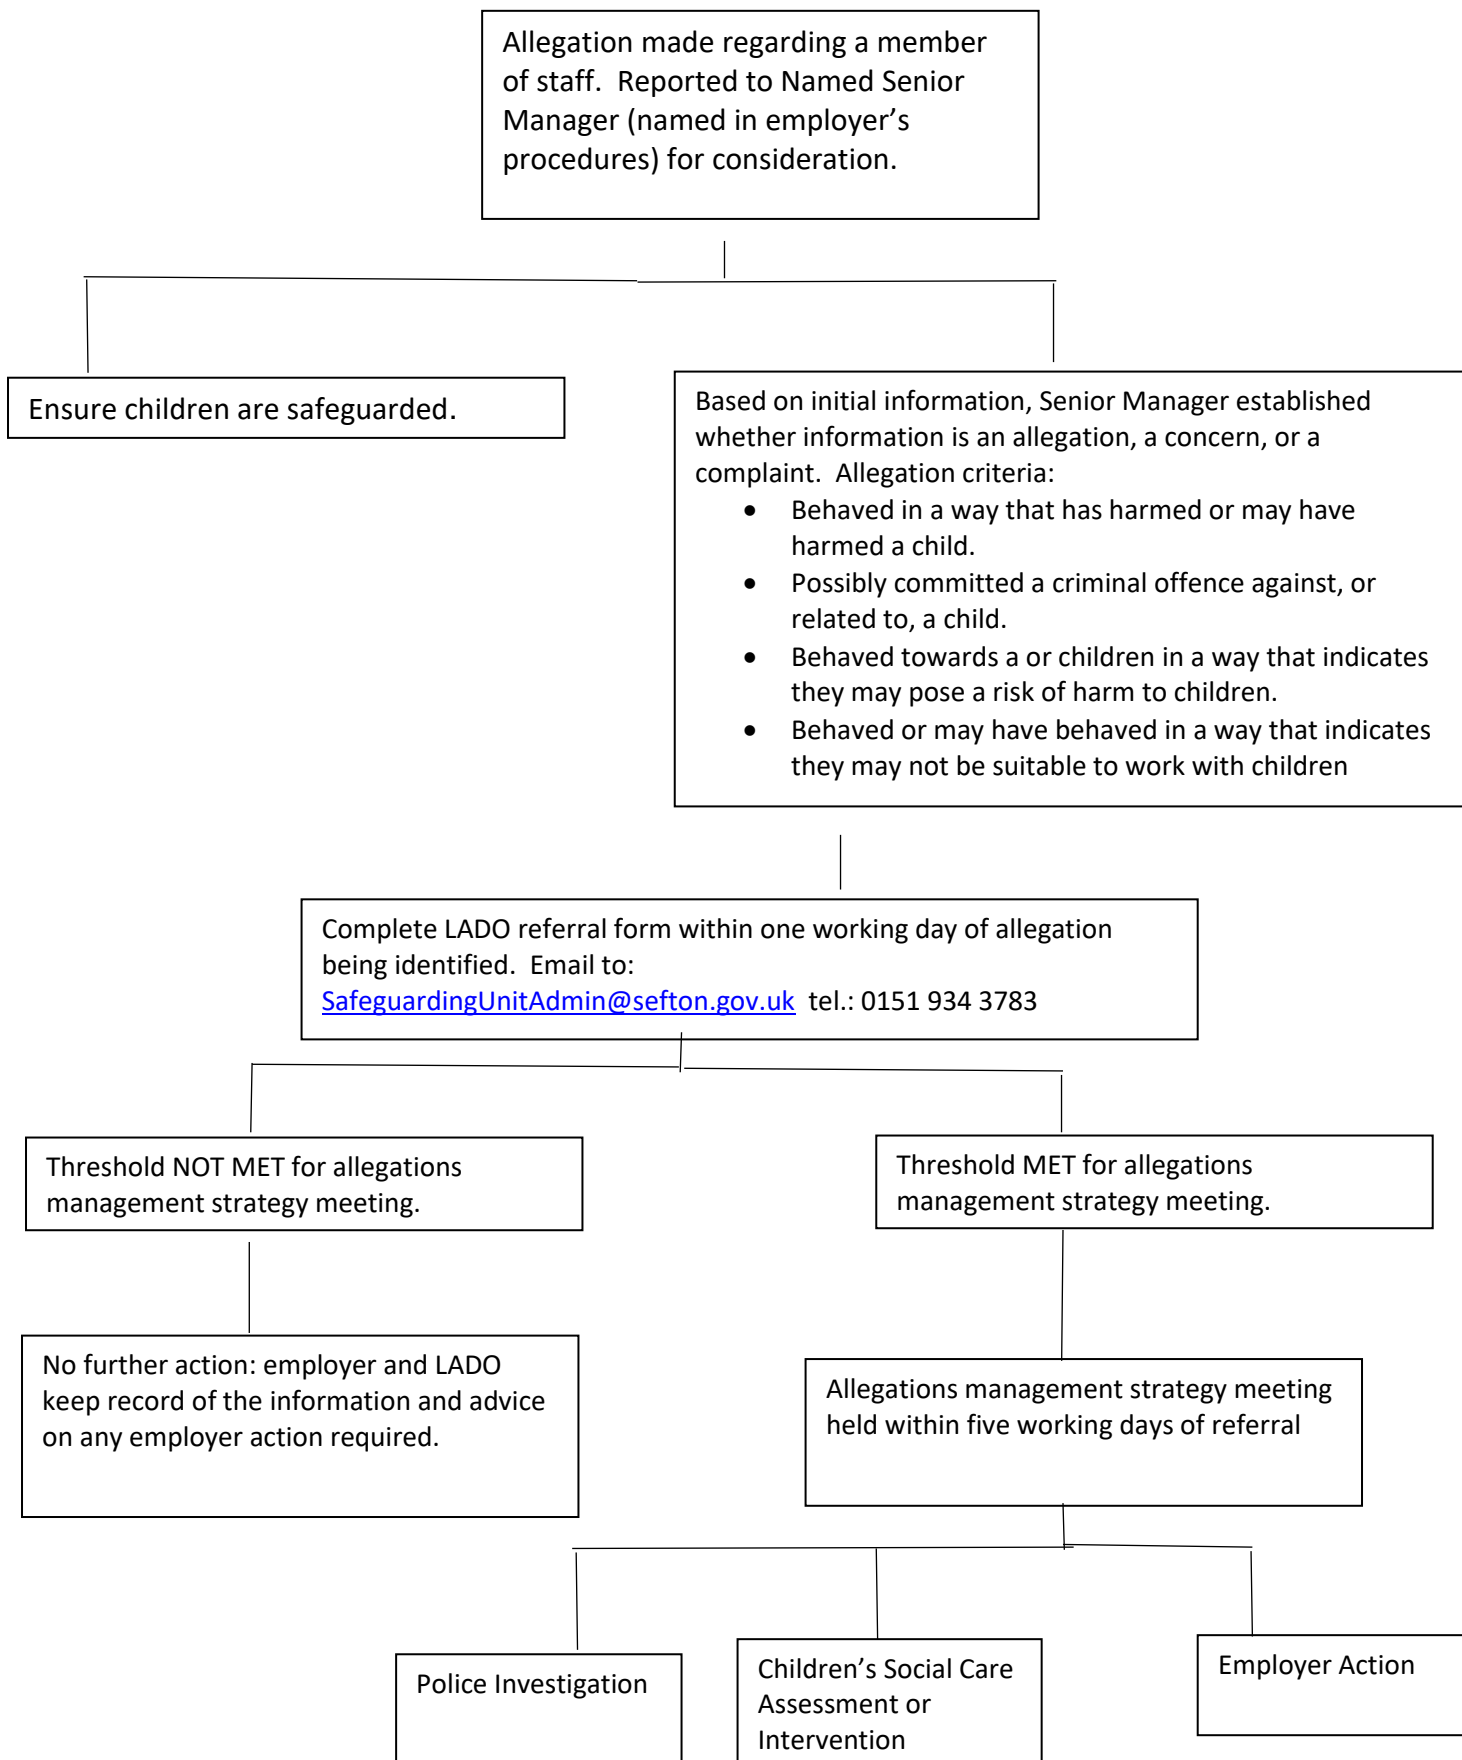 Allegation made regarding a member
of staff.  Reported to Named Senior
Manager (named in employer’s
procedures) for consideration.
Ensure children are safeguarded.
Based on initial information, Senior Manager established
whether information is an allegation, a concern, or a
complaint.  Allegation criteria:
• Behaved in a way that has harmed or may have
harmed a child.
• Possibly committed a criminal offence against, or
related to, a child.
• Behaved towards a or children in a way that indicates
they may pose a risk of harm to children.
• Behaved or may have behaved in a way that indicates
they may not be suitable to work with children
Complete LADO referral form within one working day of allegation
being identified.  Email to:
SafeguardingUnitAdmin@sefton.gov.uk  tel.: 0151 934 3783
Threshold NOT MET for allegations
management strategy meeting.
Threshold MET for allegations
management strategy meeting.
No further action: employer and LADO
keep record of the information and advice
on any employer action required.
Allegations management strategy meeting
held within five working days of referral
Police Investigation
Children’s Social Care
Assessment or
Intervention
Employer Action